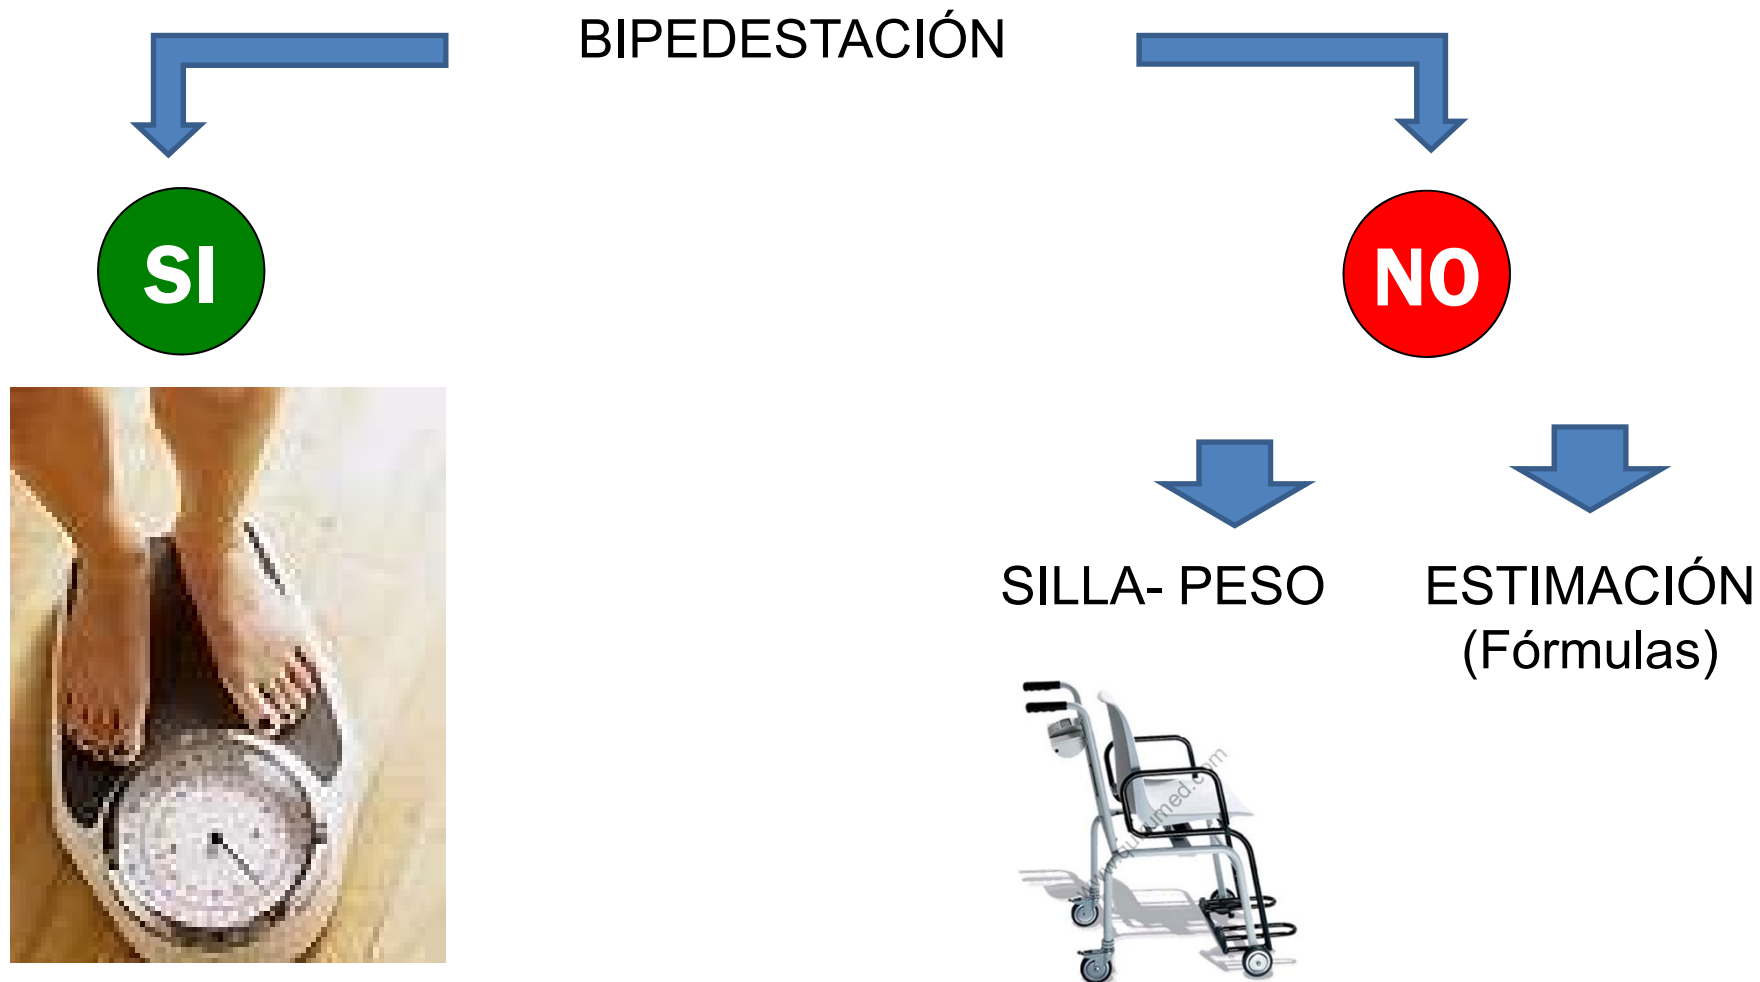 BIPEDESTACIÓN
SI
NO
SILLA- PESO
ESTIMACIÓN
(Fórmulas)